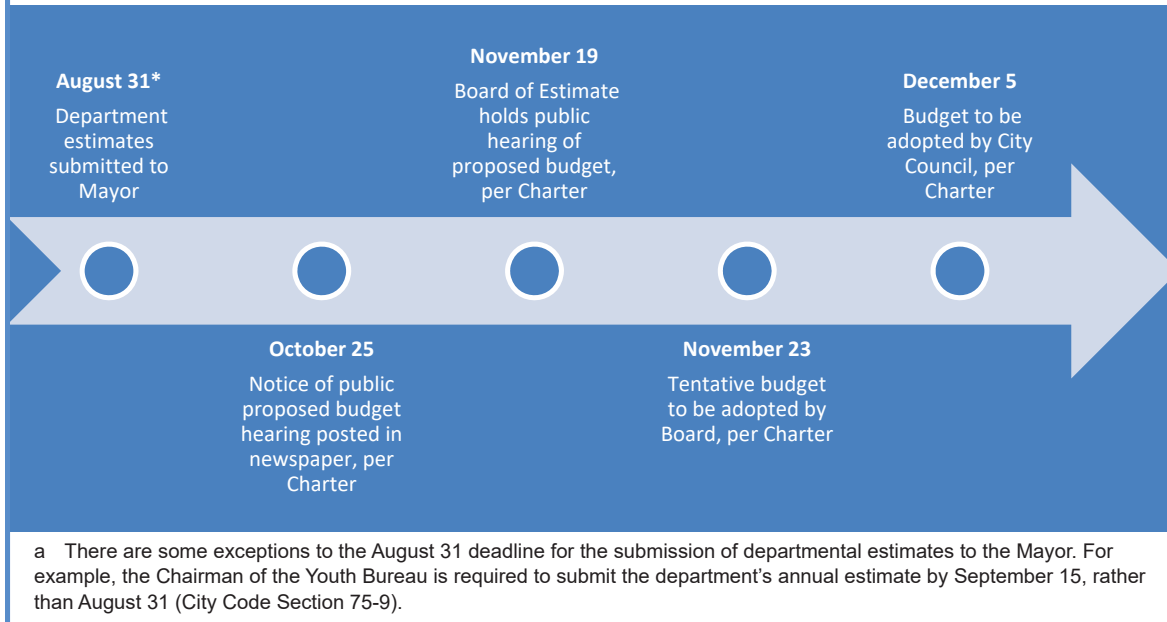 August 31*
Department
estimates
submitted to
Mayor
October 25
Notice of public
proposed budget
hearing posted in
newspaper, per
Charter
November 19
Board of Estimate
holds public
hearing of
proposed budget,
per Charter
November 23
Tentative budget
to be adopted by
Board, per Charter
December 5
Budget to be
adopted by City
Council, per
Charter
a There are some exceptions to the August 31 deadline for the submission of departmental estimates to the Mayor. For
example, the Chairman of the Youth Bureau is required to submit the department’s annual estimate by September 15, rather
than August 31 (City Code Section 75-9).